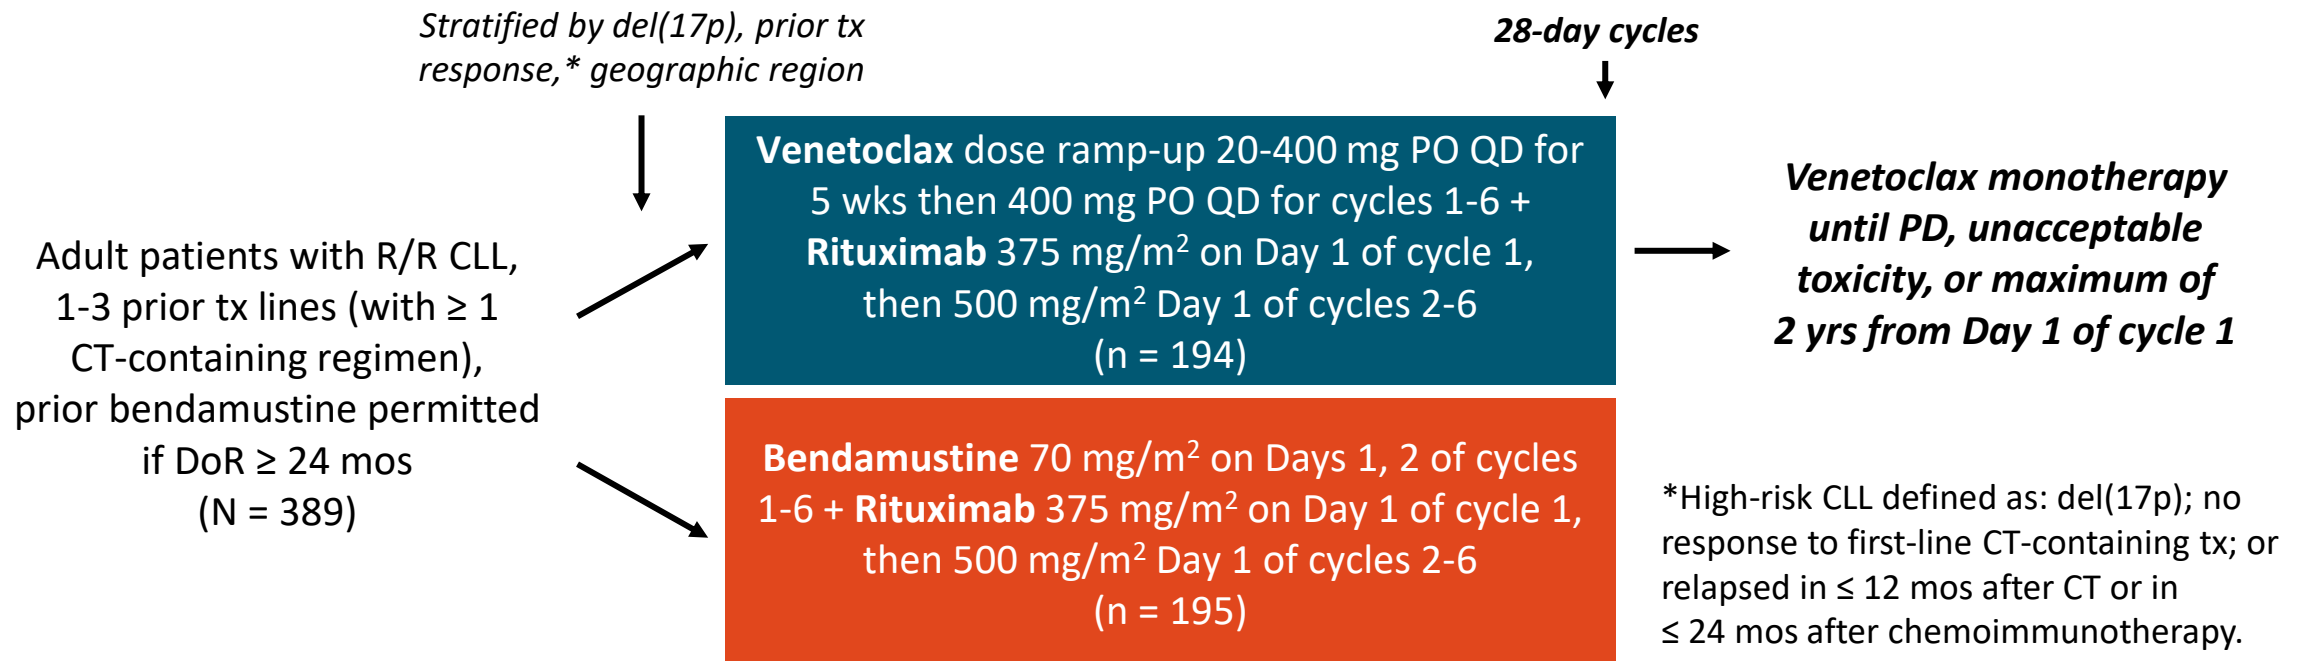 Stratified by del(17p), prior tx
response,* geographic region
28-day cycles
Adult patients with R/R CLL,
1-3 prior tx lines (with ≥ 1
CT-containing regimen),
prior bendamustine permitted
if DoR ≥ 24 mos
(N = 389)
Venetoclax dose ramp-up 20-400 mg PO QD for
5 wks then 400 mg PO QD for cycles 1-6 +
Rituximab 375 mg/m² on Day 1 of cycle 1,
then 500 mg/m² Day 1 of cycles 2-6
(n = 194)
Bendamustine 70 mg/m² on Days 1, 2 of cycles
1-6 + Rituximab 375 mg/m² on Day 1 of cycle 1,
then 500 mg/m² Day 1 of cycles 2-6
(n = 195)
Venetoclax monotherapy
until PD, unacceptable
toxicity, or maximum of
2 yrs from Day 1 of cycle 1
*High-risk CLL defined as: del(17p); no
response to first-line CT-containing tx; or
relapsed in ≤ 12 mos after CT or in
≤ 24 mos after chemoimmunotherapy.